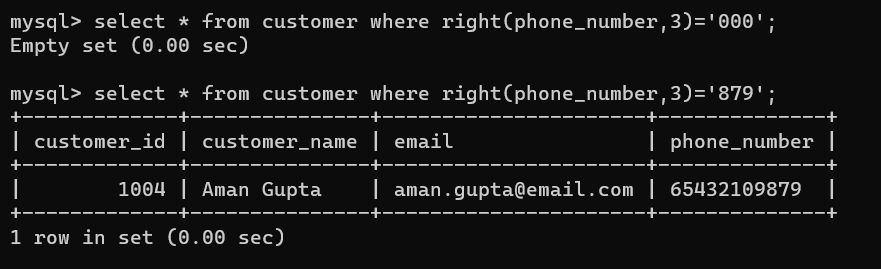 mysql> select * from customer where right(phone_number,3)='000';
Empty set (0.00 sec)
mysql> select * from customer where right(phone_number,3)='879';
+-------------+---------------+----------------------+--------------+
| customer_id | customer_name | email                | phone_number |
+-------------+---------------+----------------------+--------------+
|        1004 | Aman Gupta    | aman.gupta@email.com | 65432109879  |
+-------------+---------------+----------------------+--------------+
1 row in set (0.00 sec)